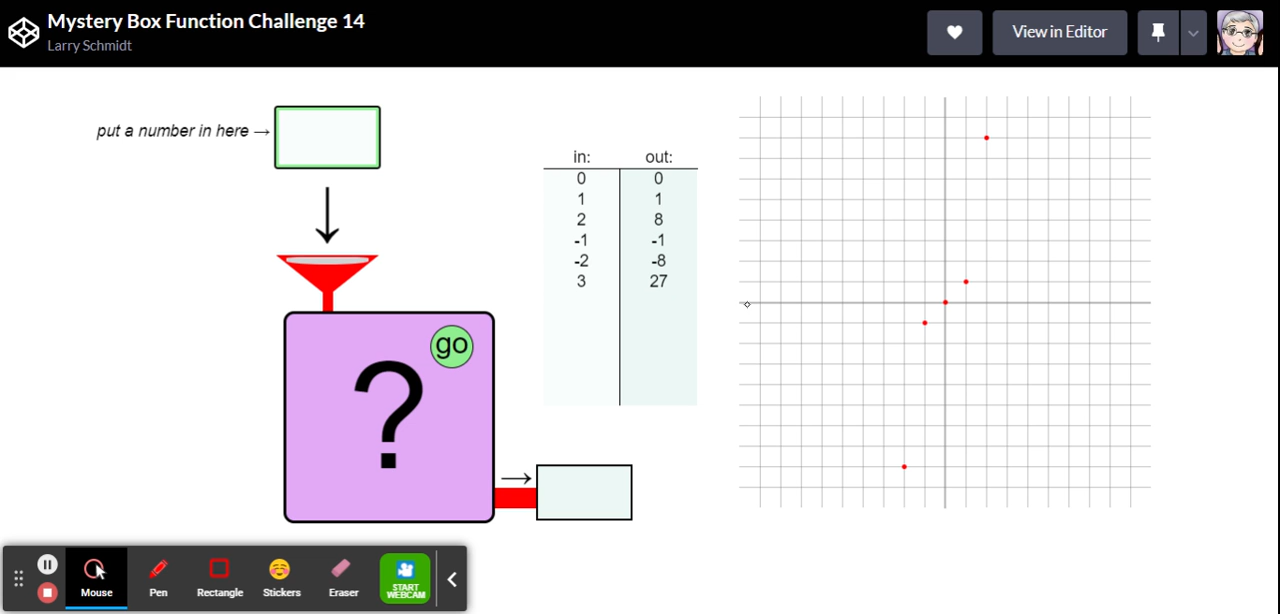 Mystery Box Function Challenge 14
Larry Schmidt
View in Editor
put a number in here →
in: out:
0 0
1 1
2 8
-1 -1
-2 -8
3 27
go
?
Mouse
Pen
Rectangle
Stickers
Eraser
START
WEBCAM